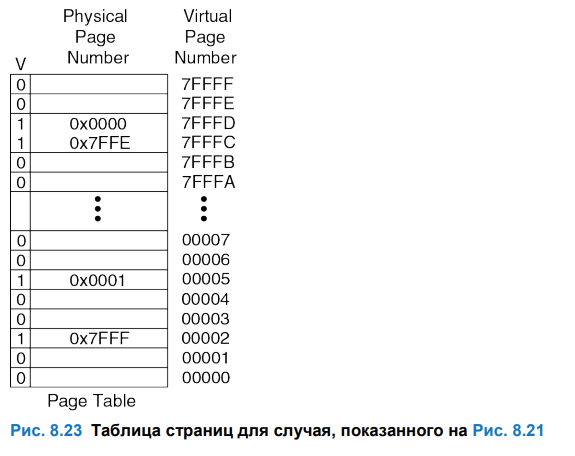 Physical Page Number
Virtual Page Number
V
0 7FFFF
0 7FFFE
1 0x0000 7FFFD
1 0x7FFE 7FFFC
0 7FFFB
0 7FFFA
0 00007
0 00006
1 0x0001 00005
0 00004
0 00003
1 0x7FFF 00002
0 00001
0 00000
Page Table
Рис. 8.23 Таблица страниц для случая, показанного на Рис. 8.21